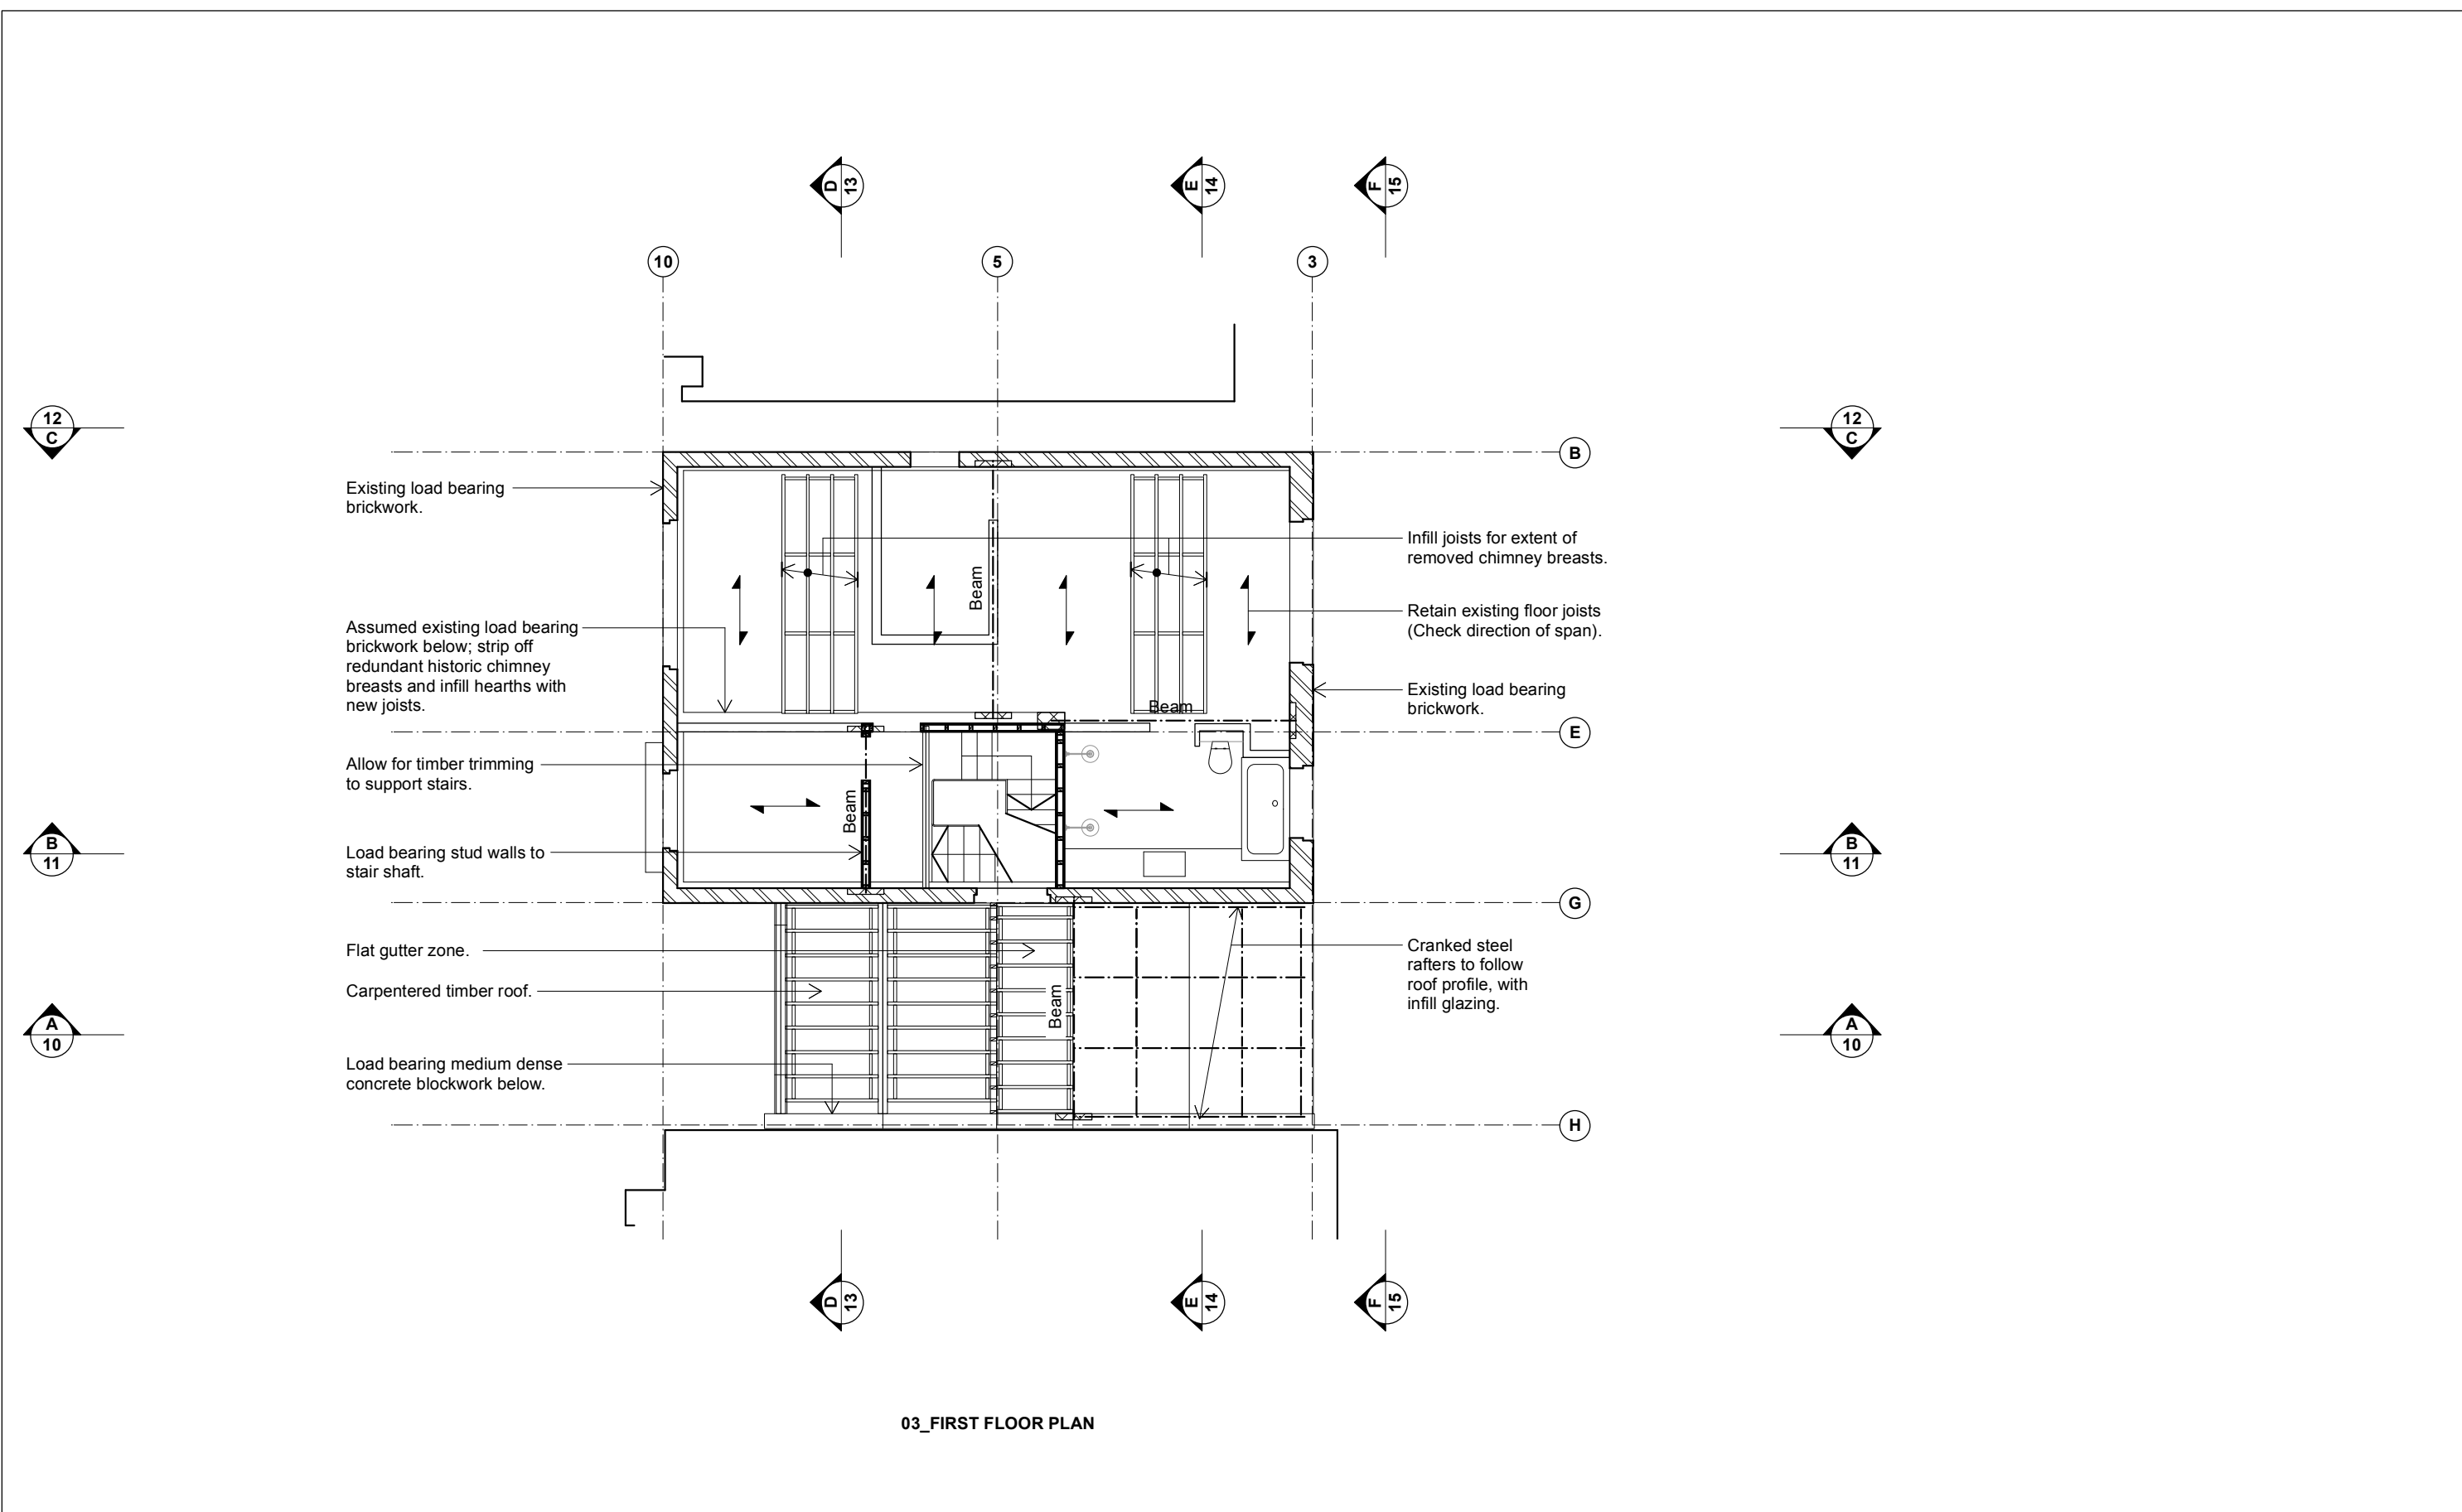 D
13
E
14
F
15
10
5
3
12
C
12
C
B
Existing load bearing
brickwork.
Infill joists for extent of
removed chimney breasts.
Beam
Retain existing floor joists
(Check direction of span).
Assumed existing load bearing
brickwork below; strip off
redundant historic chimney
breasts and infill hearths with
new joists.
Existing load bearing
brickwork.
Beam
E
Allow for timber trimming
to support stairs.
Beam
Load bearing stud walls to
stair shaft.
B
11
B
11
G
Flat gutter zone.
Cranked steel
rafters to follow
roof profile, with
infill glazing.
Carpentered timber roof.
Beam
A
10
A
10
Load bearing medium dense
concrete blockwork below.
H
D
13
E
14
F
15
03_FIRST FLOOR PLAN